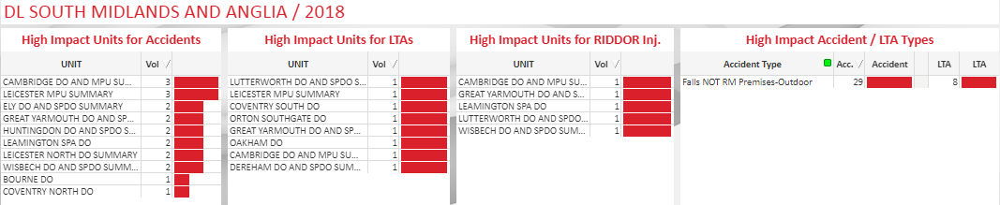 DL SOUTH MIDLANDS AND ANGLIA / 2018
High Impact Units for Accidents
UNIT Vol
CAMBRIDGE DO AND MPU SU... 3
LEICESTER MPU SUMMARY 3
ELY DO AND SPDO SUMMARY 2
GREAT YARMOUTH DO AND SP... 2
HUNTINGDON DO AND SPDO S... 2
LEAMINGTON SPA DO 2
LEICESTER NORTH DO SUMMARY 2
WISBECH DO AND SPDO SUMM... 2
BOURNE DO 1
COVENTRY NORTH DO 1
High Impact Units for LTAs
UNIT Vol
LUTTERWORTH DO AND SPDO... 1
LEICESTER MPU SUMMARY 1
COVENTRY SOUTH DO 1
ORTON SOUTHGATE DO 1
GREAT YARMOUTH DO AND SP... 1
OAKHAM DO 1
CAMBRIDGE DO AND MPU SU... 1
DEREHAM DO AND SPDO SUM... 1
High Impact Units for RIDDOR Inj.
UNIT Vol
CAMBRIDGE DO AND MPU SUM... 1
GREAT YARMOUTH DO AND SP... 1
LEAMINGTON SPA DO 1
LUTTERWORTH DO AND SPDO... 1
WISBECH DO AND SPDO SUM... 1
High Impact Accident / LTA Types
Accident Type Acc. Accident LTA LTA
Falls NOT RM Premises-Outdoor 29 8